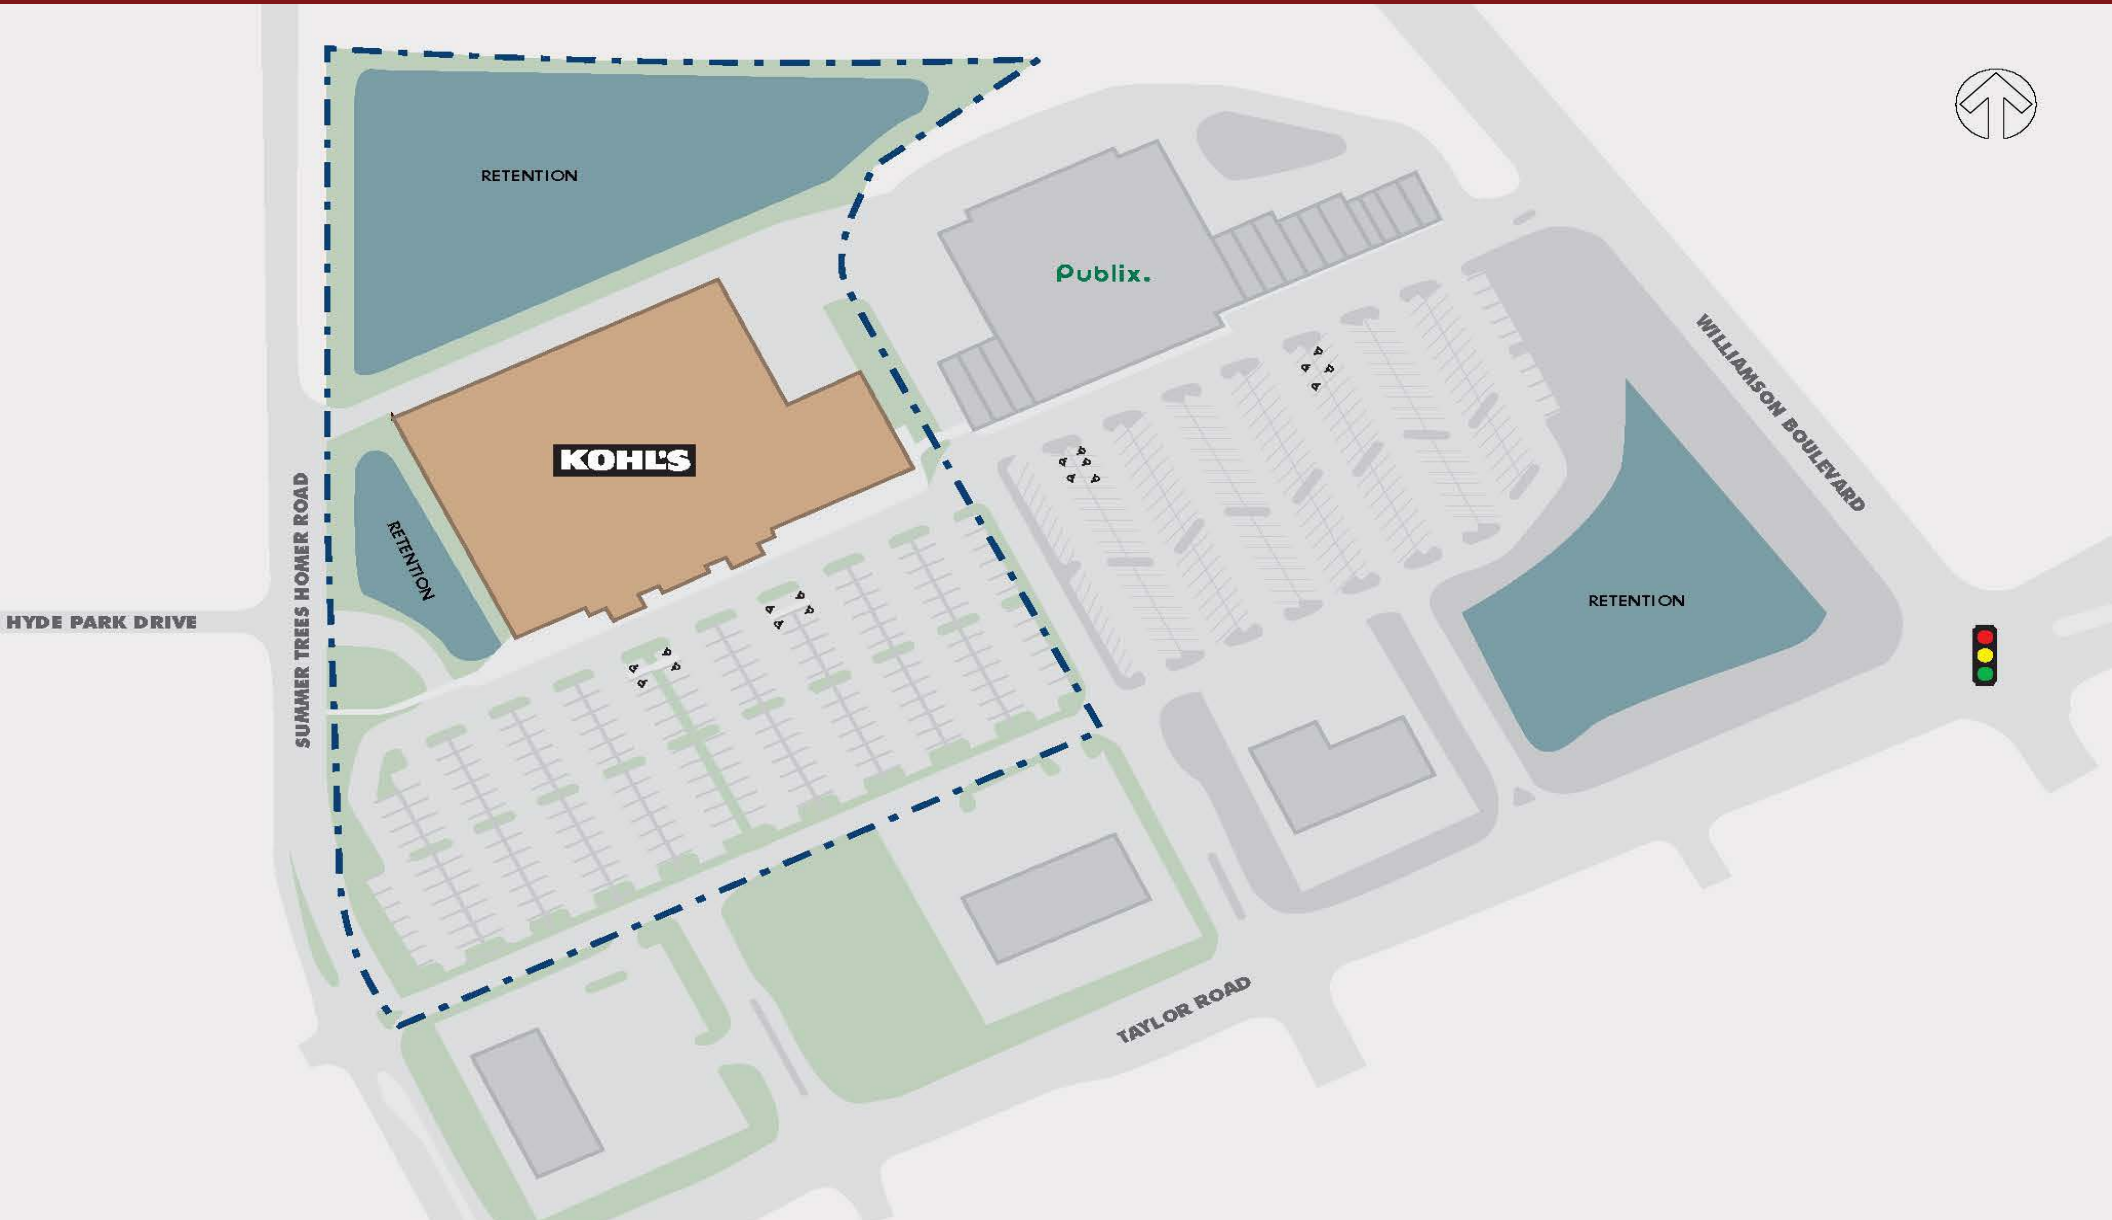 RETENTION
Publix.
WILLIAMSON BOULEVARD
KOHL'S
RETENTION
SUMMER TREES HOMER ROAD
HYDE PARK DRIVE
RETENTION
TAYLOR ROAD